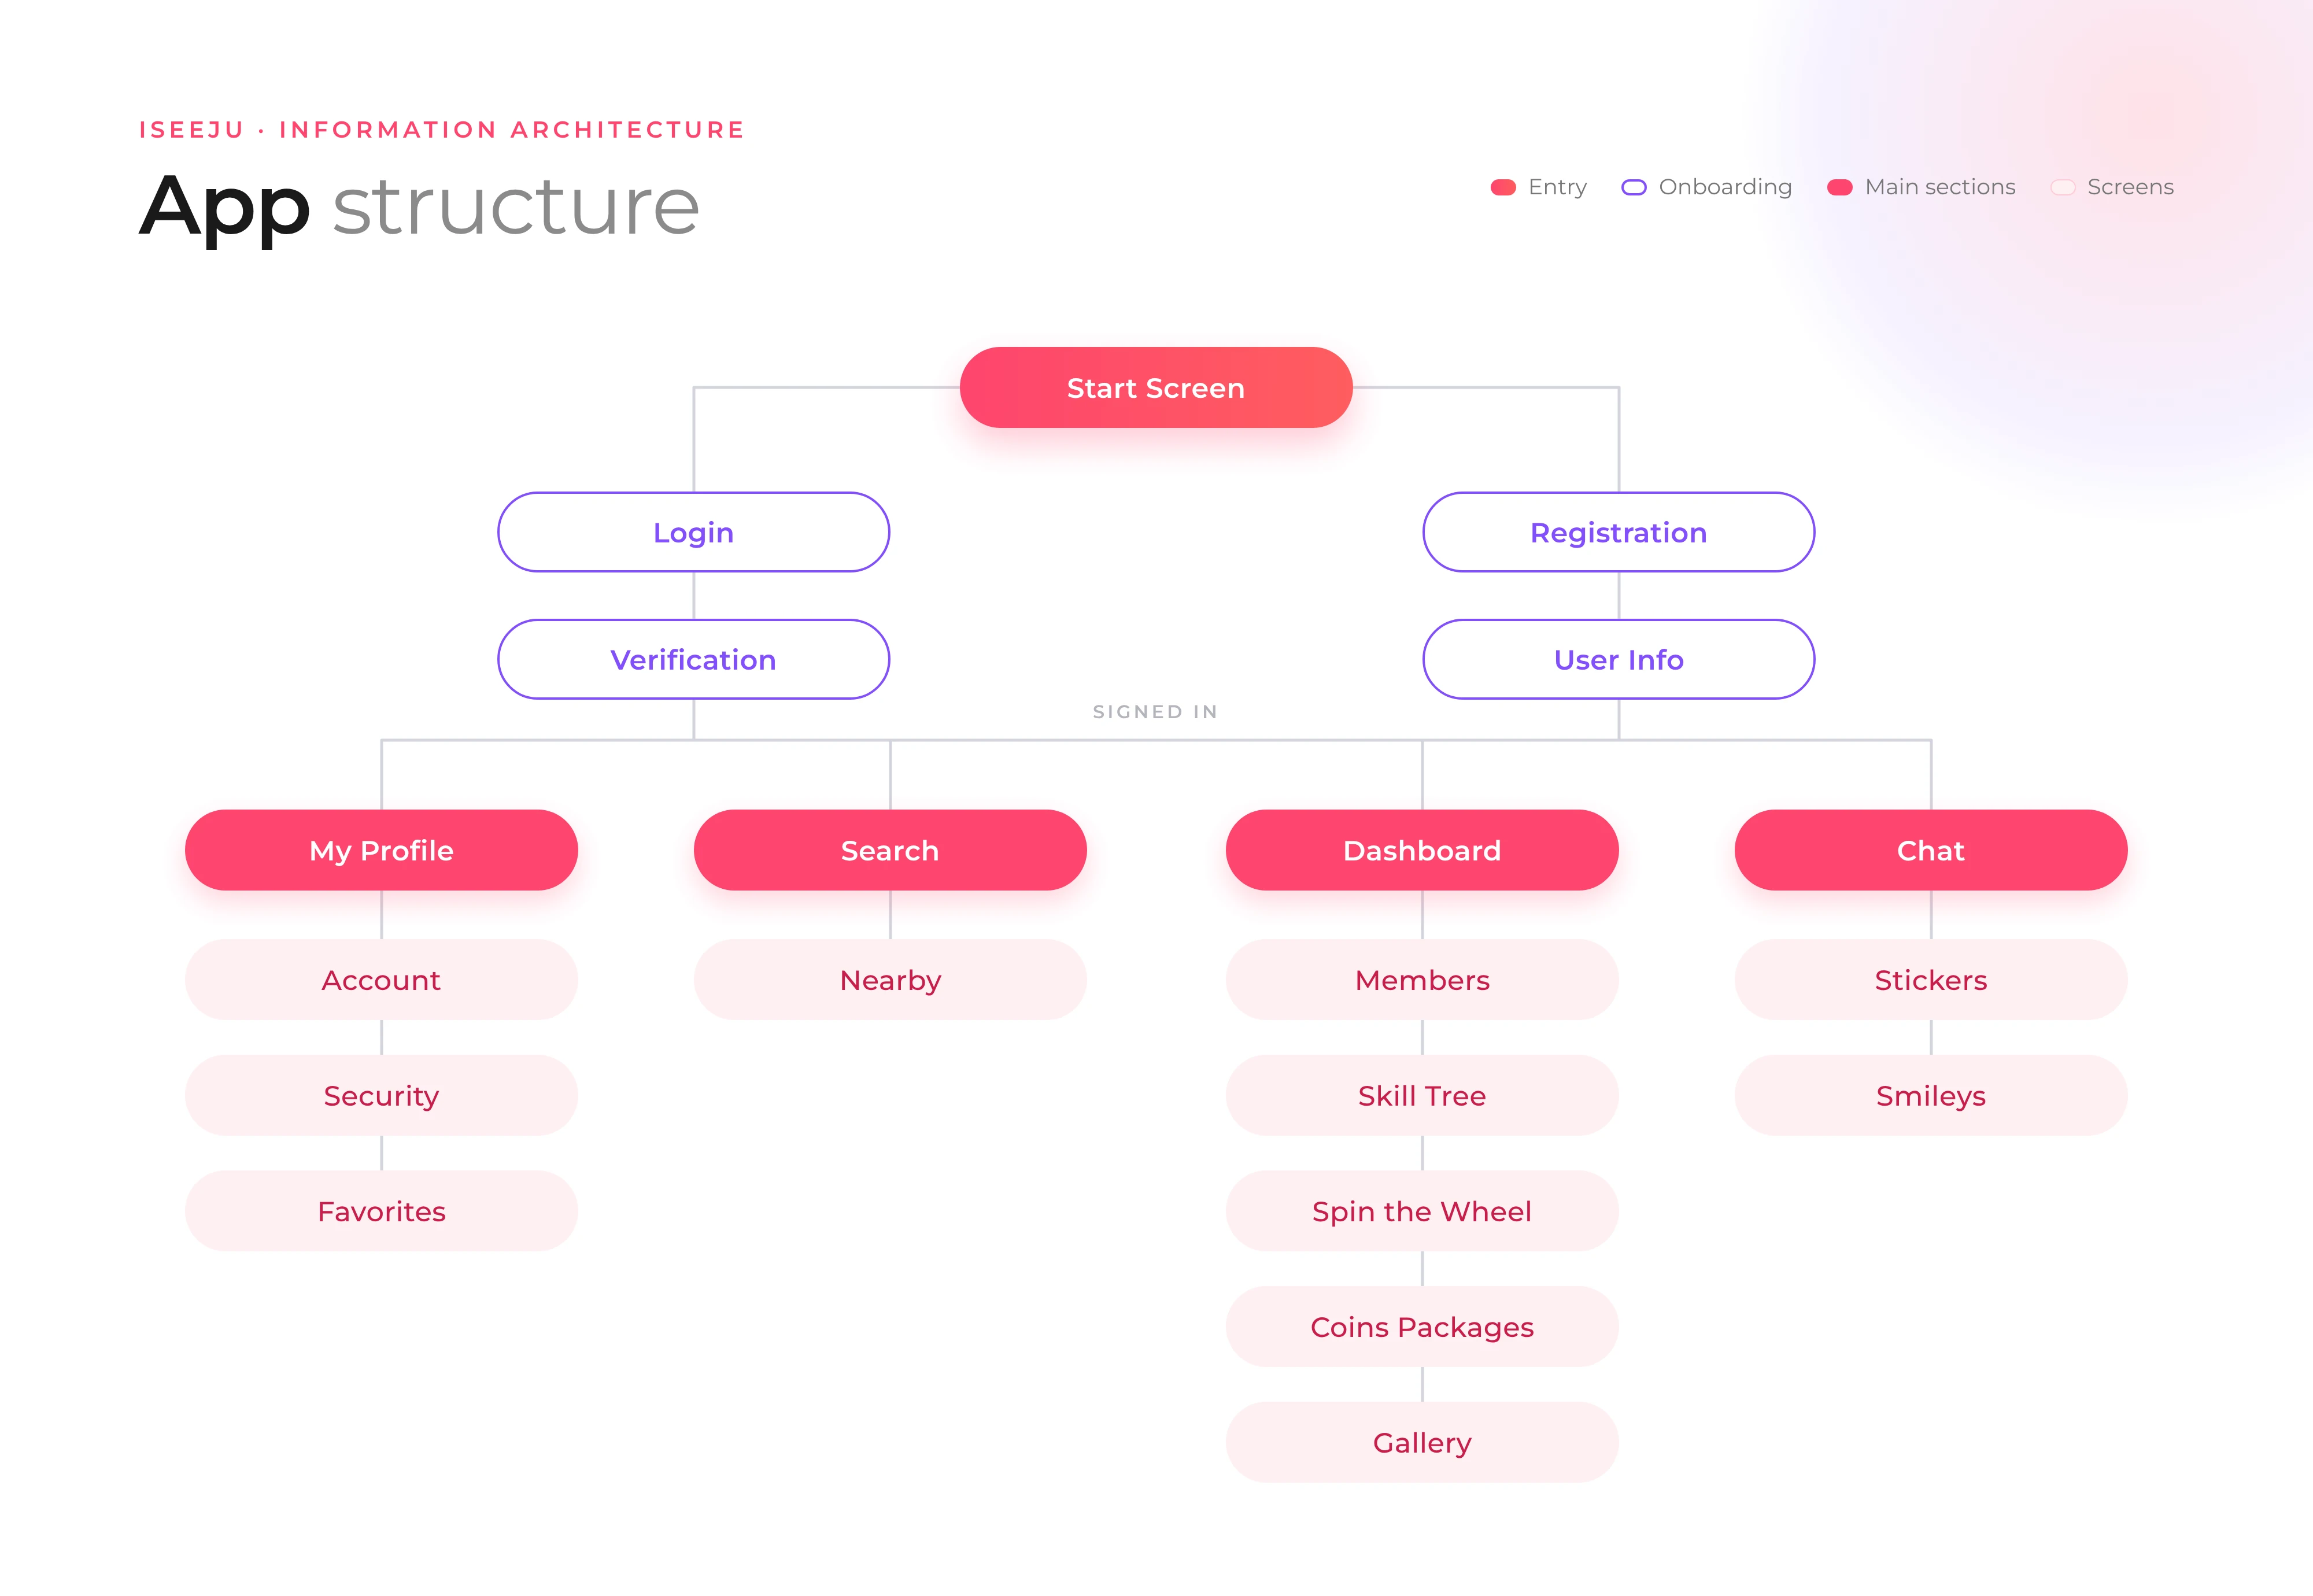 ISEEJU · INFORMATION ARCHITECTURE
App structure
Entry
Onboarding
Main sections
Screens
Start Screen
Login
Registration
Verification
User Info
SIGNED IN
My Profile
Search
Dashboard
Chat
Account
Nearby
Members
Stickers
Security
Skill Tree
Smileys
Favorites
Spin the Wheel
Coins Packages
Gallery